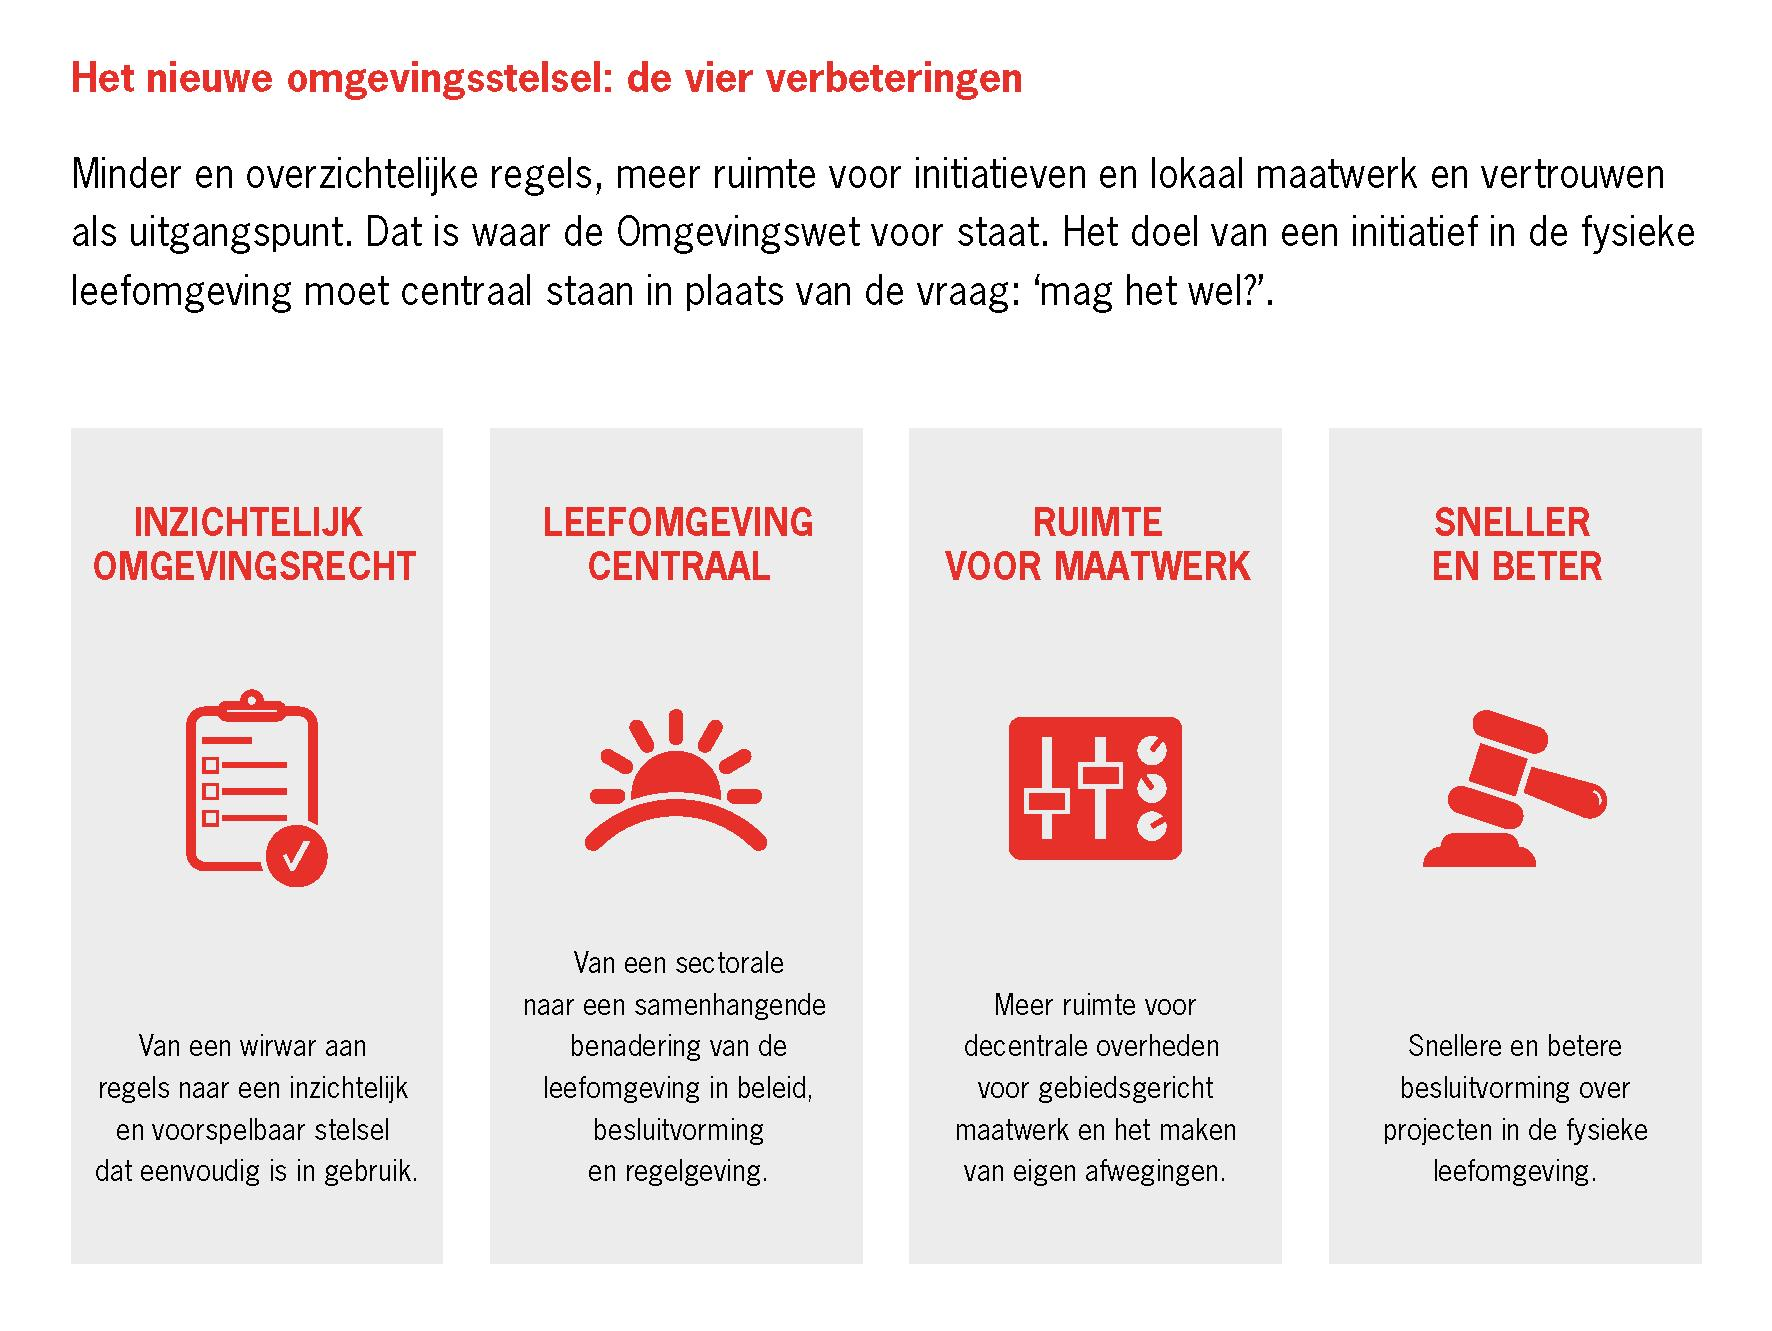 Het nieuwe omgevingsstelsel: de vier verbeteringen
Minder en overzichtelijke regels, meer ruimte voor initiatieven en lokaal maatwerk en vertrouwen
als uitgangspunt. Dat is waar de Omgevingswet voor staat. Het doel van een initiatief in de fysieke
leefomgeving moet centraal staan in plaats van de vraag: ‘mag het wel?’.
INZICHTELIJK
OMGEVINGSRECHT
Van een wirwar aan
regels naar een inzichtelijk
en voorspelbaar stelsel
dat eenvoudig is in gebruik.
LEEFOMGEVING
CENTRAAL
Van een sectorale
naar een samenhangende
benadering van de
leefomgeving in beleid,
besluitvorming
en regelgeving.
RUIMTE
VOOR MAATWERK
Meer ruimte voor
decentrale overheden
voor gebiedsgericht
maatwerk en het maken
van eigen afwegingen.
SNELLER
EN BETER
Snellere en betere
besluitvorming over
projecten in de fysieke
leefomgeving.